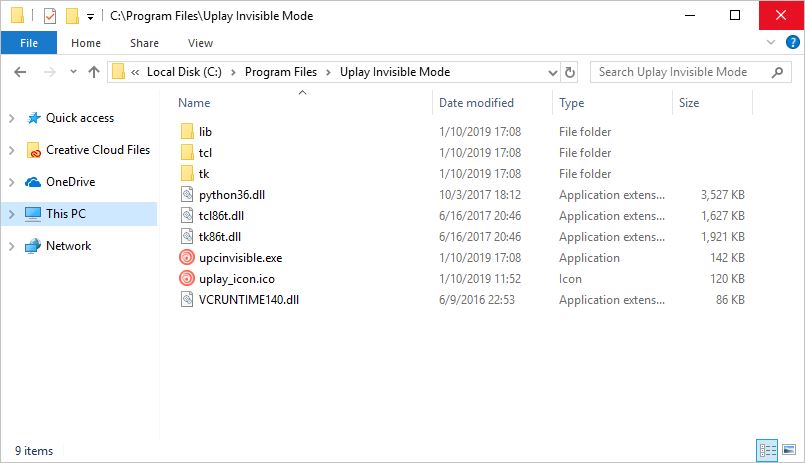 C:\Program Files\Uplay Invisible Mode
File Home Share View
« Local Disk (C:) Program Files Uplay Invisible Mode Search Uplay Invisible Mode
Name Date modified Type Size
Quick access
Creative Cloud Files
OneDrive
This PC
Network
lib 1/10/2019 17:08 File folder
tcl 1/10/2019 17:08 File folder
tk 1/10/2019 17:08 File folder
python36.dll 10/3/2017 18:12 Application extens... 3,527 KB
tcl86t.dll 6/16/2017 20:46 Application extens... 1,627 KB
tk86t.dll 6/16/2017 20:46 Application extens... 1,921 KB
upcinvisible.exe 1/10/2019 17:08 Application 142 KB
uplay_icon.ico 1/10/2019 11:52 Icon 120 KB
VCRUNTIME140.dll 6/9/2016 22:53 Application extens... 86 KB
9 items